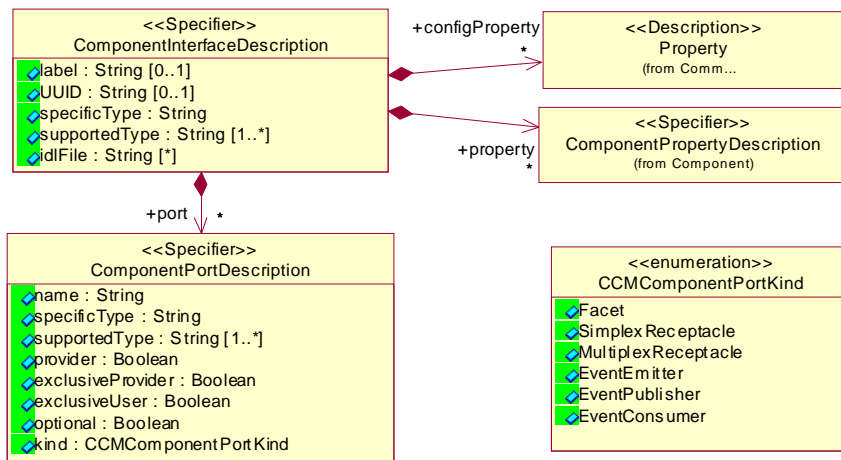 <<Specifier>>
ComponentInterfaceDescription
label : String [0..1]
UUID : String [0..1]
specificType : String
supportedType : String [1..*]
idlFile : String [*]
+configProperty
*
<<Description>>
Property
(from Comm...
+property
*
<<Specifier>>
ComponentPropertyDescription
(from Component)
+port
*
<<Specifier>>
ComponentPortDescription
name : String
specificType : String
supportedType : String [1..*]
provider : Boolean
exclusiveProvider : Boolean
exclusiveUser : Boolean
optional : Boolean
kind : CCMComponentPortKind
<<enumeration>>
CCMComponentPortKind
Facet
SimplexReceptacle
MultiplexReceptacle
EventEmitter
EventPublisher
EventConsumer